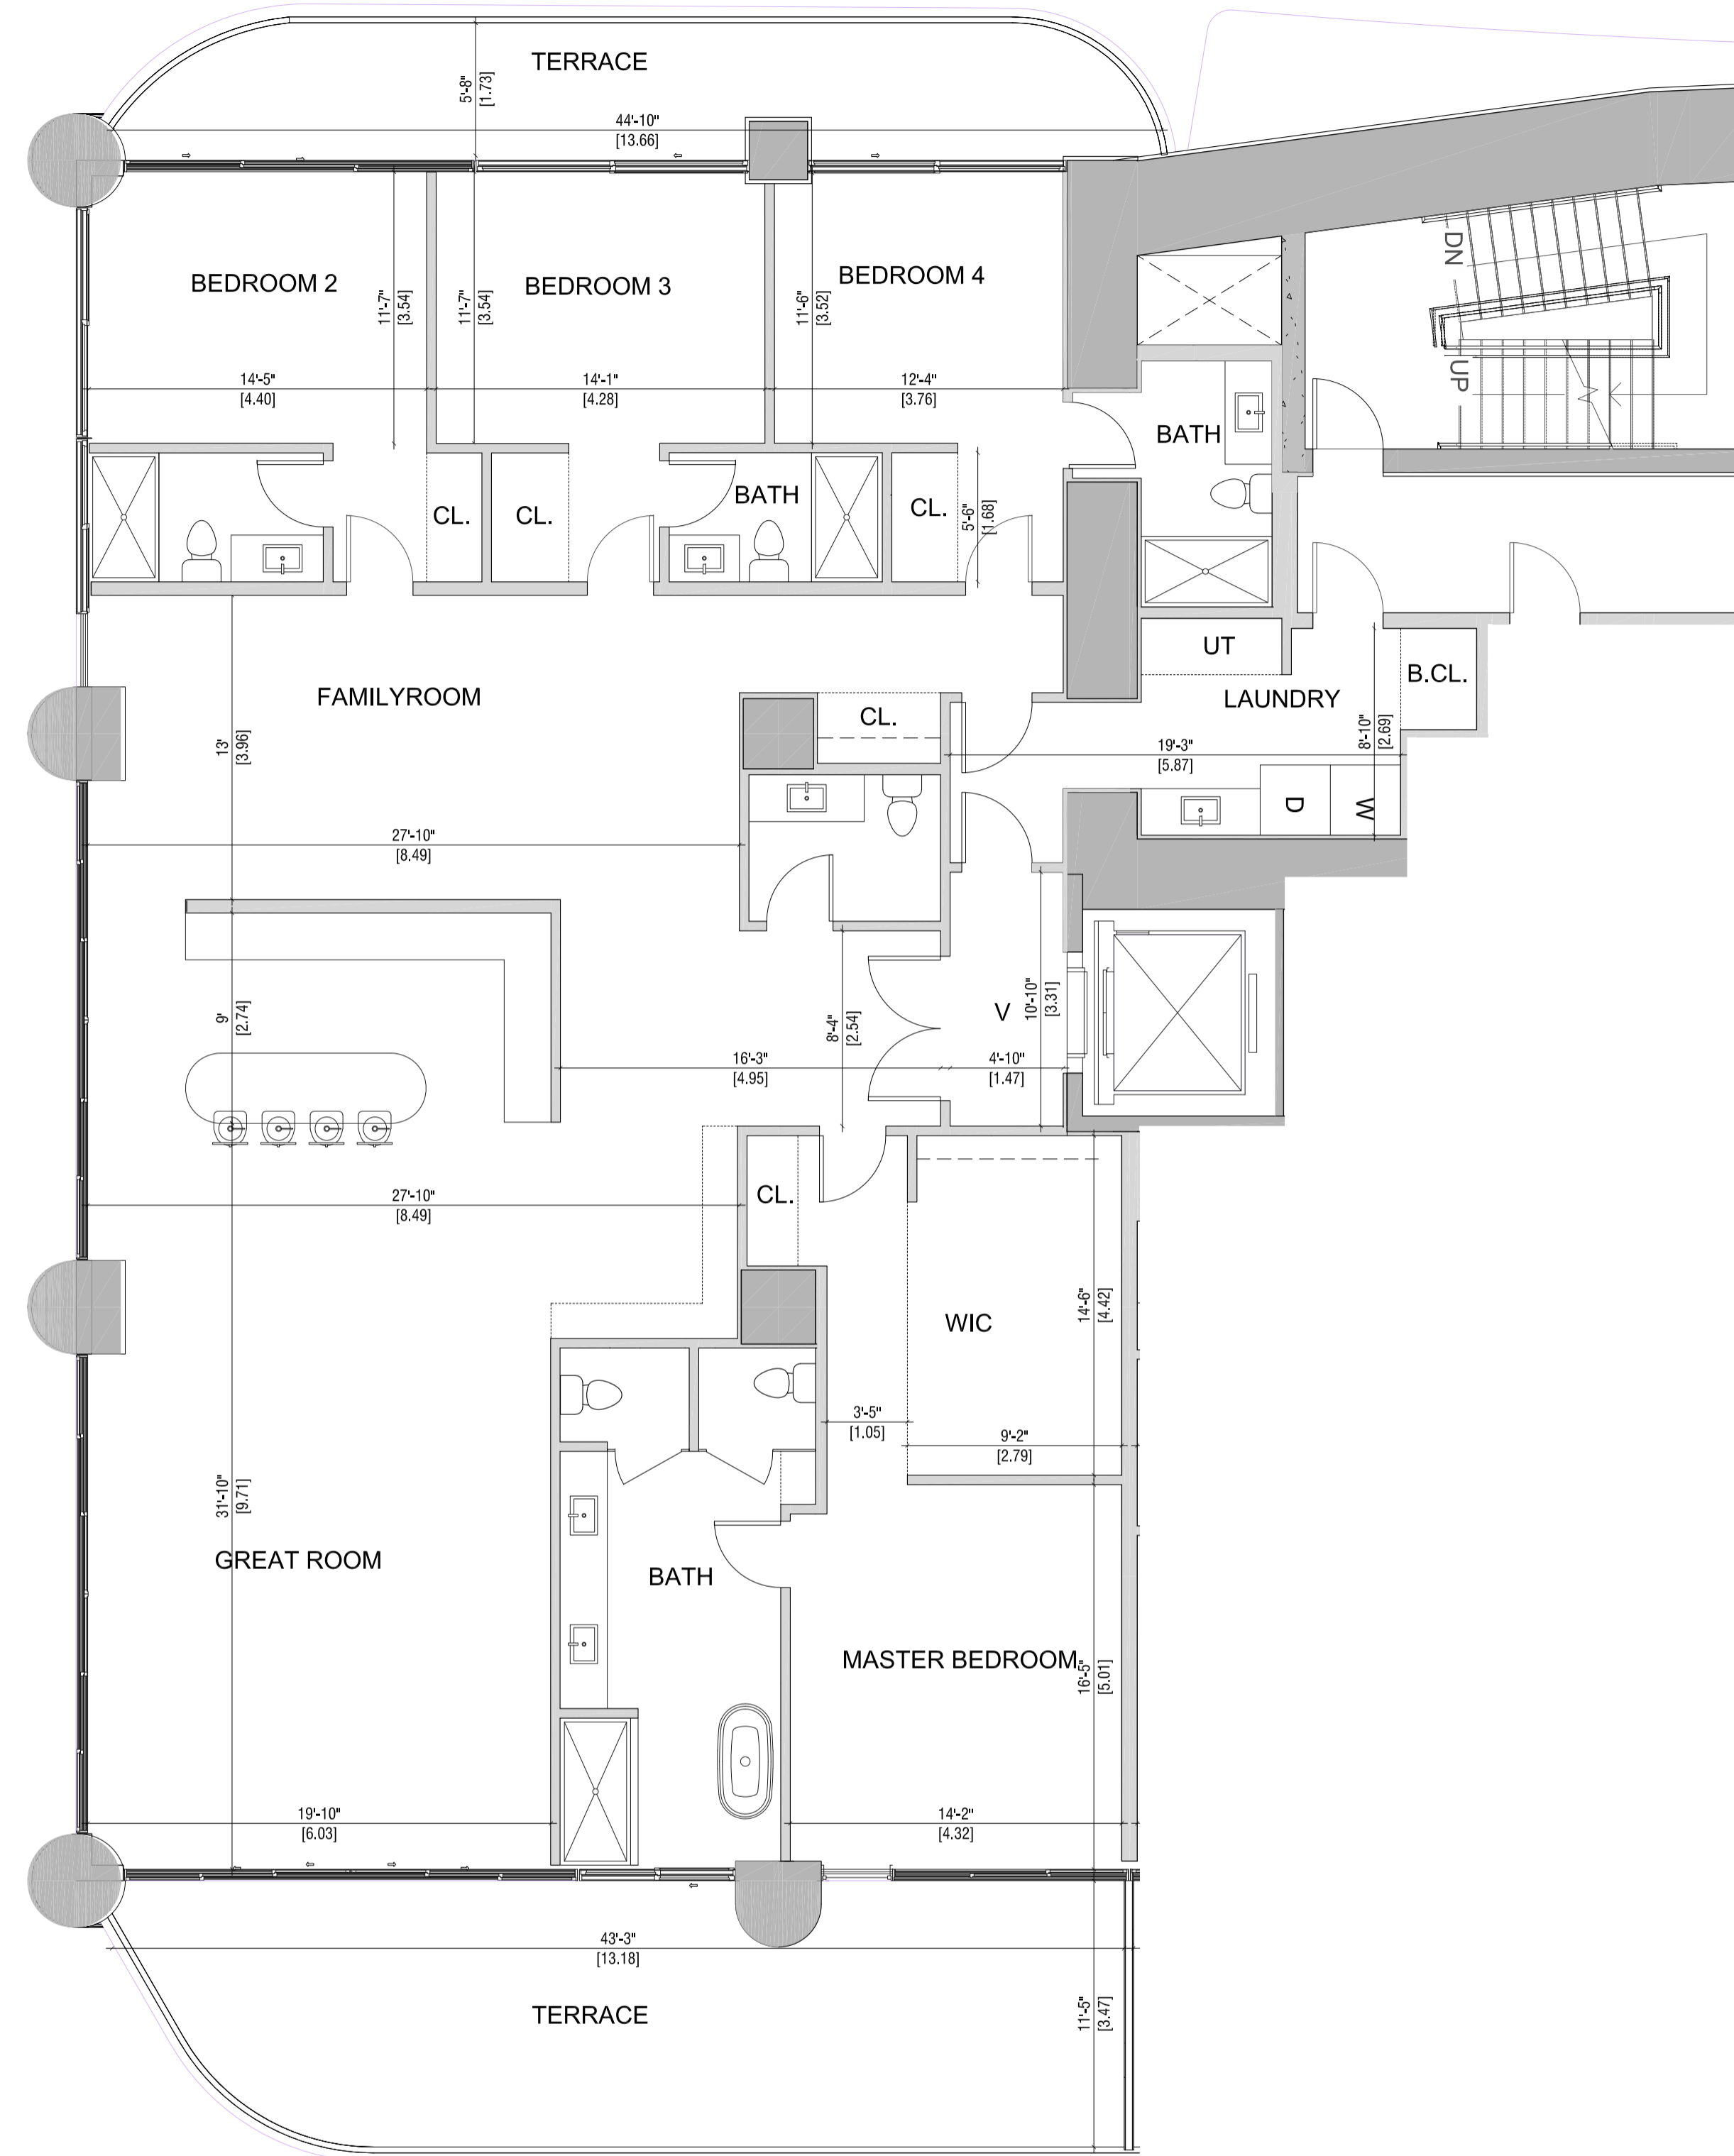 TERRACE
5'-8"
[1.73]
44'-10"
[13.66]
BEDROOM 2
BEDROOM 3
BEDROOM 4
11'-7"
[3.54]
11'-7"
[3.54]
11'-6"
[3.52]
14'-5"
[4.40]
14'-1"
[4.28]
12'-4"
[3.76]
DN
UP
BATH
CL.
CL.
BATH
CL.
5'-6"
[1.68]
UT
B.CL.
FAMILYROOM
LAUNDRY
CL.
13'
[3.96]
19'-3"
[5.87]
8'-10"
[2.69]
D
W
27'-10"
[8.49]
9'
[2.74]
8'-4"
[2.54]
V
10'-10"
[3.31]
16'-3"
[4.95]
4'-10"
[1.47]
27'-10"
[8.49]
CL.
WIC
14'-6"
[4.42]
3'-5"
[1.05]
9'-2"
[2.79]
31'-10"
[9.71]
GREAT ROOM
BATH
MASTER BEDROOM
16'-5"
[5.01]
19'-10"
[6.03]
14'-2"
[4.32]
43'-3"
[13.18]
TERRACE
11'-5"
[3.47]